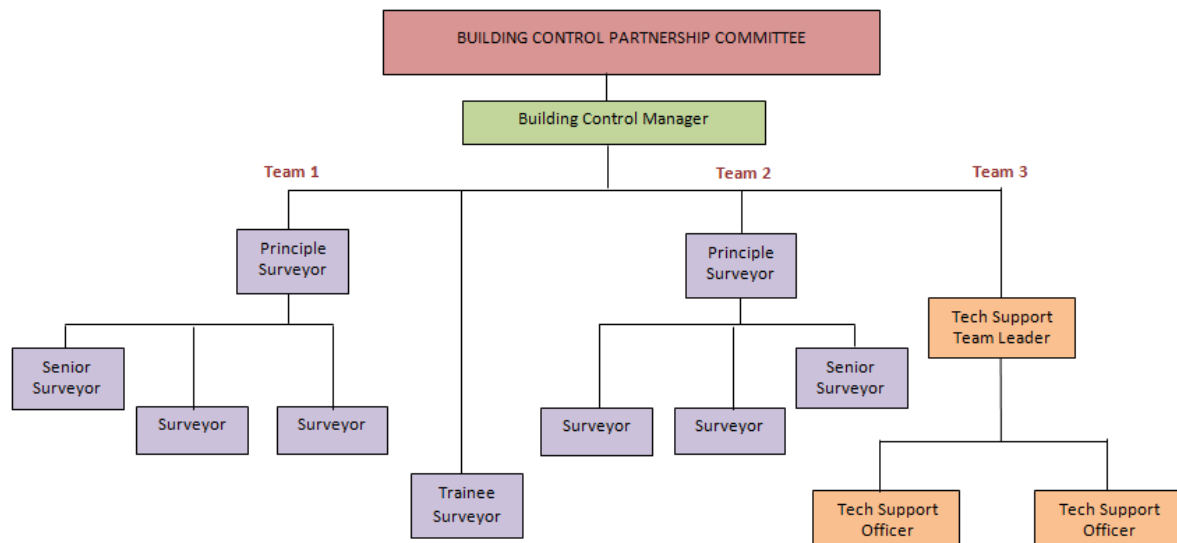 BUILDING CONTROL PARTNERSHIP COMMITTEE
Building Control Manager
Team 1
Team 2
Team 3
Principle
Surveyor
Principle
Surveyor
Tech Support
Team Leader
Senior
Surveyor
Surveyor
Surveyor
Surveyor
Surveyor
Senior
Surveyor
Trainee
Surveyor
Tech Support
Officer
Tech Support
Officer